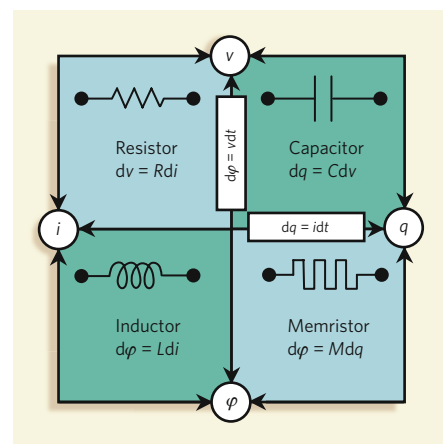 v
Resistor
dv = Rdi
dφ = vdt
Capacitor
dq = Cdv
i
dq = idt
q
Inductor
dφ = Ldi
Memristor
dφ = Mdq
φ